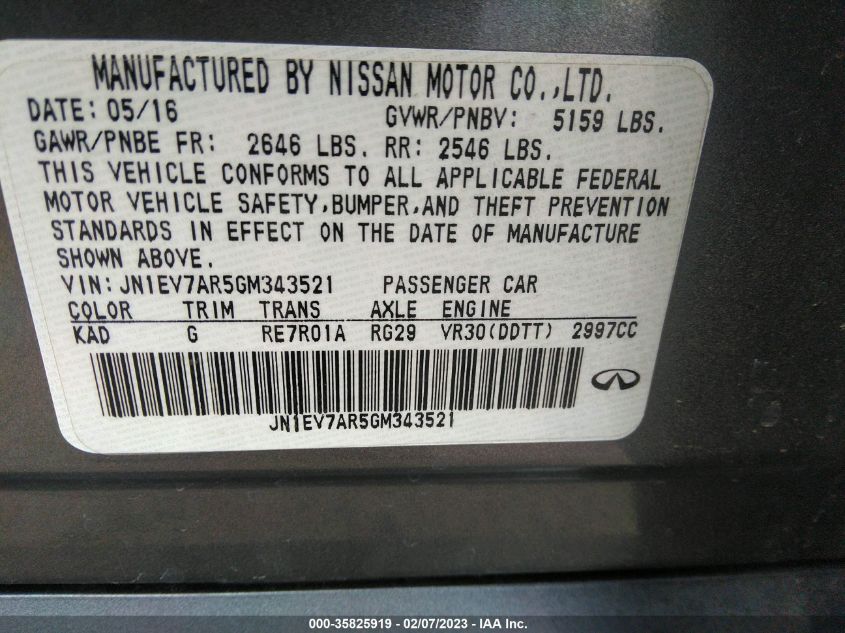 MANUFACTURED BY NISSAN MOTOR CO.,LTD.
DATE: 05/16 GVWR/PNBV: 5159 LBS.
GAWR/PNBE FR: 2646 LBS. RR: 2546 LBS.
THIS VEHICLE CONFORMS TO ALL APPLICABLE FEDERAL
MOTOR VEHICLE SAFETY,BUMPER,AND THEFT PREVENTION
STANDARDS IN EFFECT ON THE DATE OF MANUFACTURE
SHOWN ABOVE.
VIN:JN1EV7AR5GM343521 PASSENGER CAR
COLOR TRIM TRANS AXLE ENGINE
KAD G RE7R01A RG29 VR30(DDTT) 2997CC
JN1EV7AR5GM343521
000-35825919 - 02/07/2023 - IAA Inc.